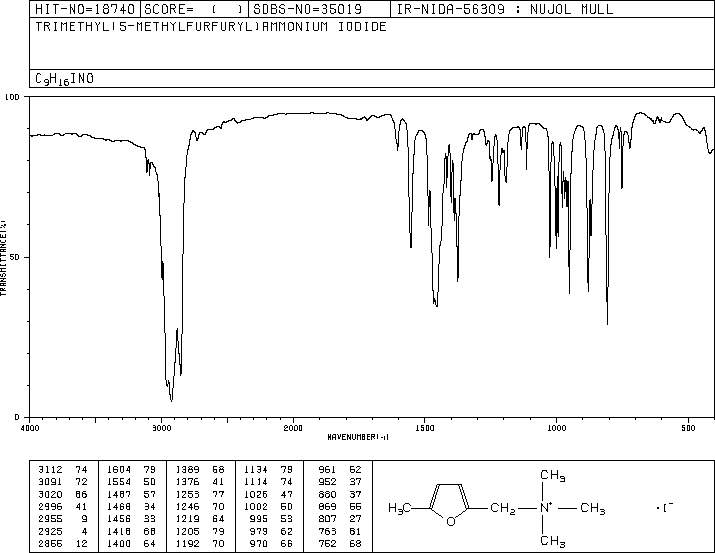 HIT-NO=18740 SCORE= ( ) SDBS-NO=35019 IR-NIDA-56309 : NUJOL MULL
TRIMETHYL(5-METHYLFURFURYL)AMMONIUM IODIDE
C9H16INO
100
50
0
TRANSMITTANCE(%)
4000 3000 2000 1500 1000 500
WAVENUMBER(-1)
3112 74 1604 79 1389 58 1134 79 961 62
3091 72 1554 50 1376 41 1114 74 952 37
3020 86 1487 57 1253 77 1026 47 880 37
2996 41 1468 34 1246 70 1002 50 869 55
2955 9 1456 33 1219 64 995 53 807 27
2925 4 1418 68 1205 79 979 62 763 81
2855 12 1400 64 1192 70 970 66 752 68
H3C O CH2 N+ CH3 CH3 CH3 · I-